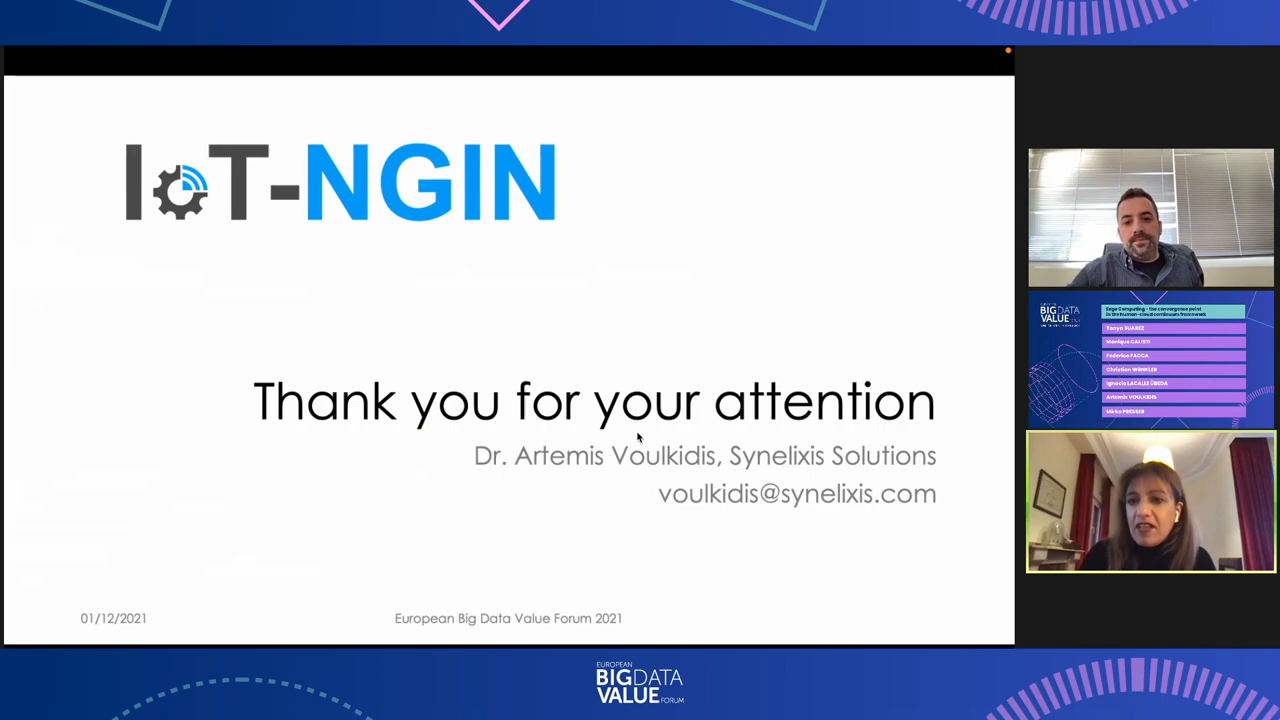 IoT-NGIN
Thank you for your attention
Dr. Artemis Voulkidis, Synelixis Solutions
voulkidis@synelixis.com
01/12/2021
European Big Data Value Forum 2021
BIG DATA
VALUE
Edge Computing - the convergence point
in the human-cloud continuum framework
Tanya SUAREZ
Monique CALISTI
Federico FACCA
Christian WINKLER
Ignacio LACALLE ÚBEDA
Artemis VOULKIDIS
Mirko PRESSER
EUROPEAN
BIGDATA
VALUE FORUM